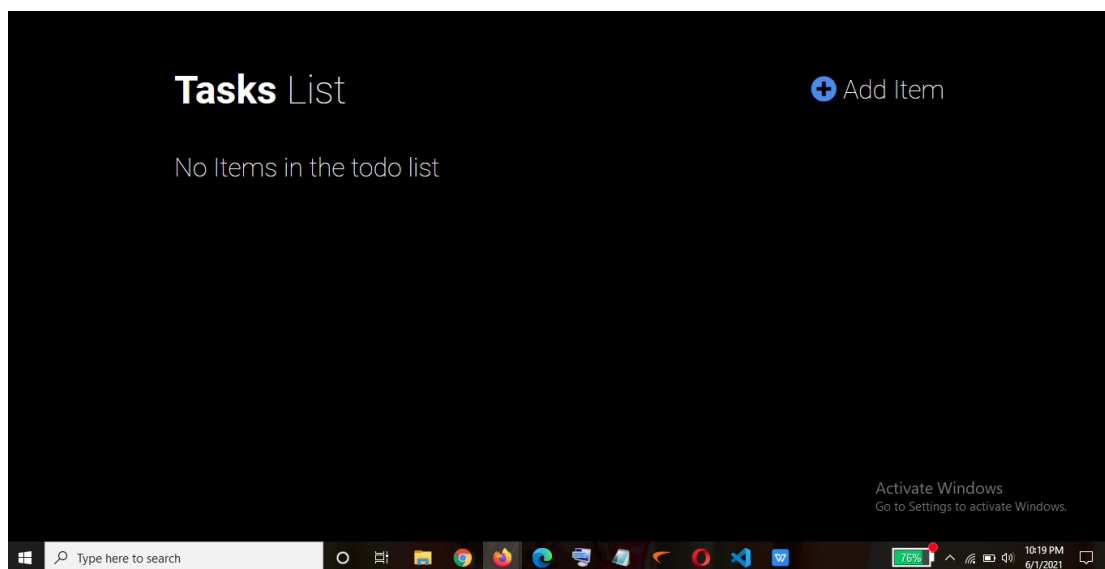 Tasks List
Add Item
No Items in the todo list
Activate Windows
Go to Settings to activate Windows.
Type here to search
W
76%
10:19 PM
6/1/2021